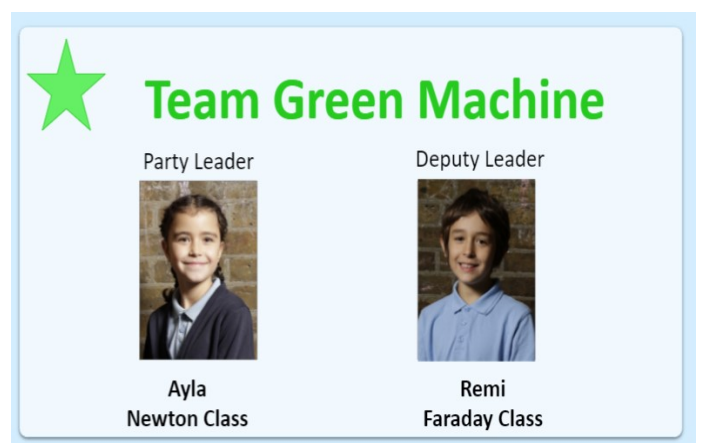 Team Green Machine
Party Leader
Deputy Leader
Ayla
Newton Class
Remi
Faraday Class